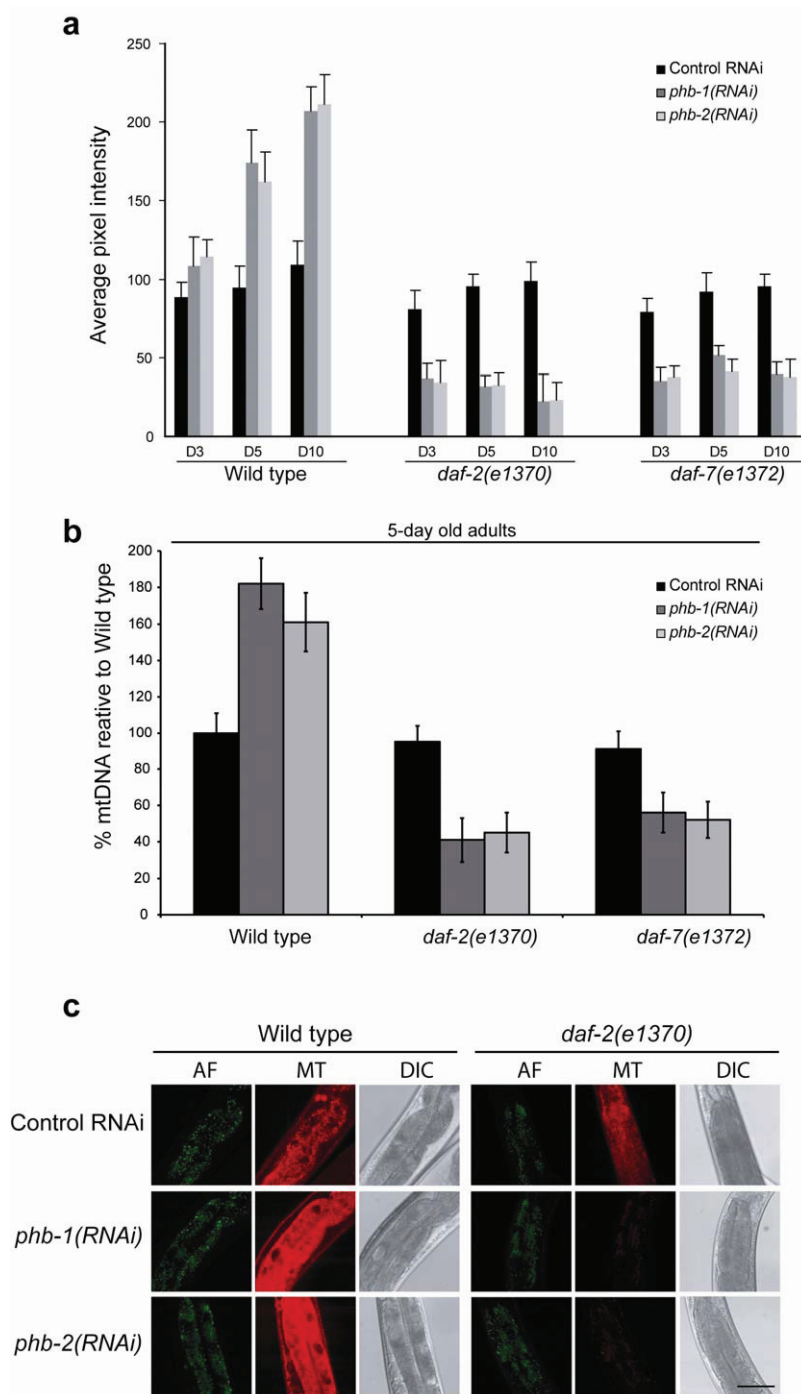 a
250
200
150
100
50
0
Average pixel intensity
Control RNAi
phb-1(RNAi)
phb-2(RNAi)
D3 D5 D10 D3 D5 D10 D3 D5 D10
Wild type daf-2(e1370) daf-7(e1372)
b
5-day old adults
200
180
160
140
120
100
80
60
40
20
0
% mtDNA reative to Wild type
Control RNAi
phb-1(RNAi)
phb-2(RNAi)
Wild type daf-2(e1370) daf-7(e1372)
c
Wild type daf-2(e1370)
AF MT DIC AF MT DIC
Control RNAi
phb-1(RNAi)
phb-2(RNAi)